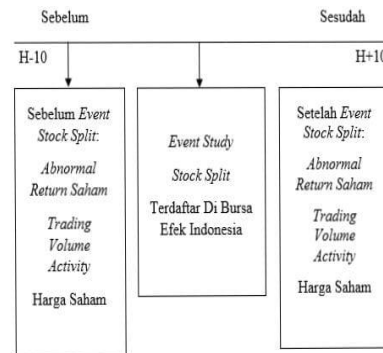 Sebelum
Sesudah
H-10
H+10
Sebelum Event
Stock Split:
Abnormal
Return Saham
Trading
Volume
Activity
Harga Saham
Event Study
Stock Split
Terdaftar Di Bursa
Efek Indonesia
Setelah Event
Stock Split:
Abnormal
Return Saham
Trading
Volume
Activity
Harga Saham